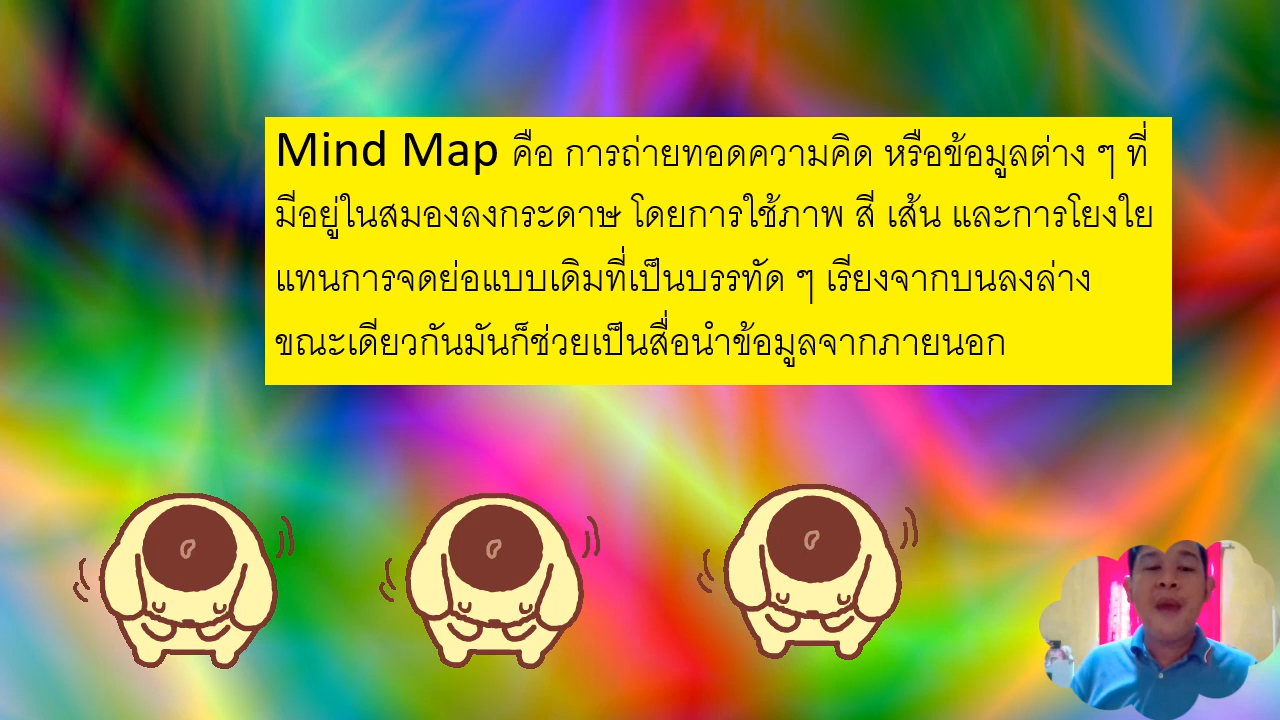 Mind Map คือ การถ่ายทอดความคิด หรือข้อมูลต่าง ๆ ที่
มีอยู่ในสมองลงกระดาษ โดยการใช้ภาพ สี เส้น และการโยงใย
แทนการจดย่อแบบเดิมที่เป็นบรรทัด ๆ เรียงจากบนลงล่าง
ขณะเดียวกันมันก็ช่วยเป็นสื่อนำข้อมูลจากภายนอก